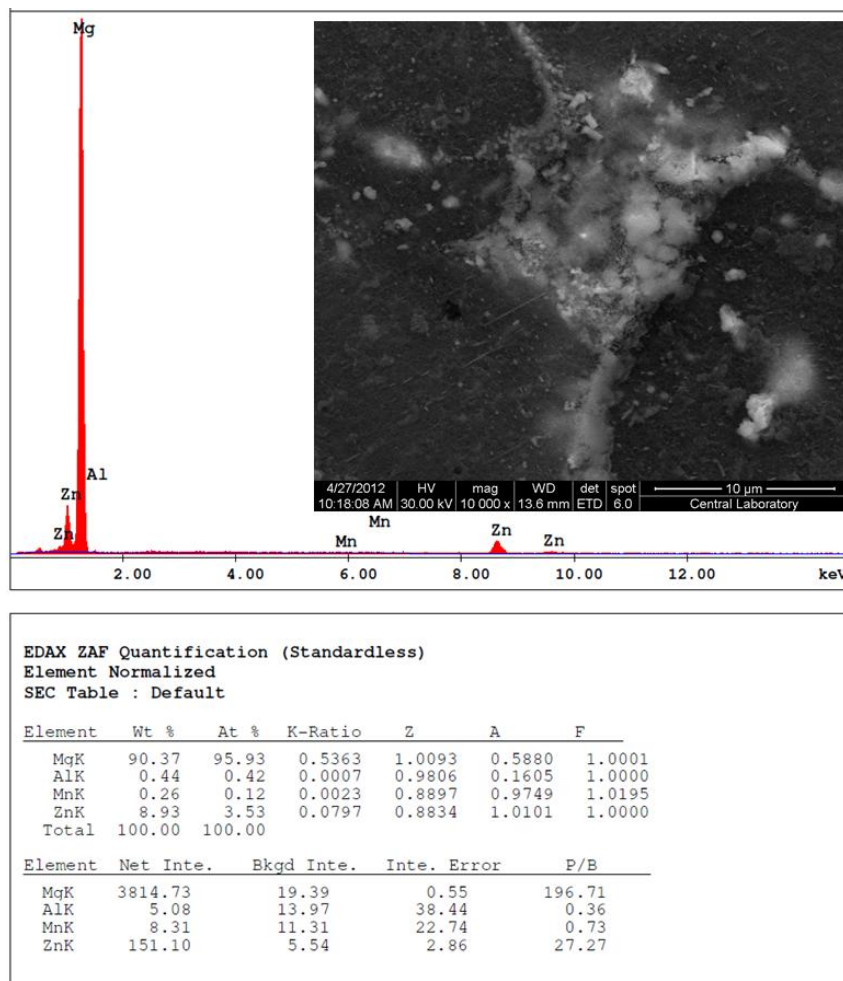 Mg
Al
Zn
Zn
Mn
Mn
Zn
Zn
2.00 4.00 6.00 8.00 10.00 12.00 keV
4/27/2012 HV mag WD det spot 10 µm
10:18:08 AM 30.00 kV 10 000 x 13.6 mm ETD 6.0 Central Laboratory
EDAX ZAF Quantification (Standardless)
Element Normalized
SEC Table : Default
Element Wt % At % K-Ratio Z A F
MgK 90.37 95.93 0.5363 1.0093 0.5880 1.0001
AlK 0.44 0.42 0.0007 0.9806 0.1605 1.0000
MnK 0.26 0.12 0.0023 0.8897 0.9749 1.0195
ZnK 8.93 3.53 0.0797 0.8834 1.0101 1.0000
Total 100.00 100.00
Element Net Inte. Bkgd Inte. Inte. Error P/B
MgK 3814.73 19.39 0.55 196.71
AlK 5.08 13.97 38.44 0.36
MnK 8.31 11.31 22.74 0.73
ZnK 151.10 5.54 2.86 27.27